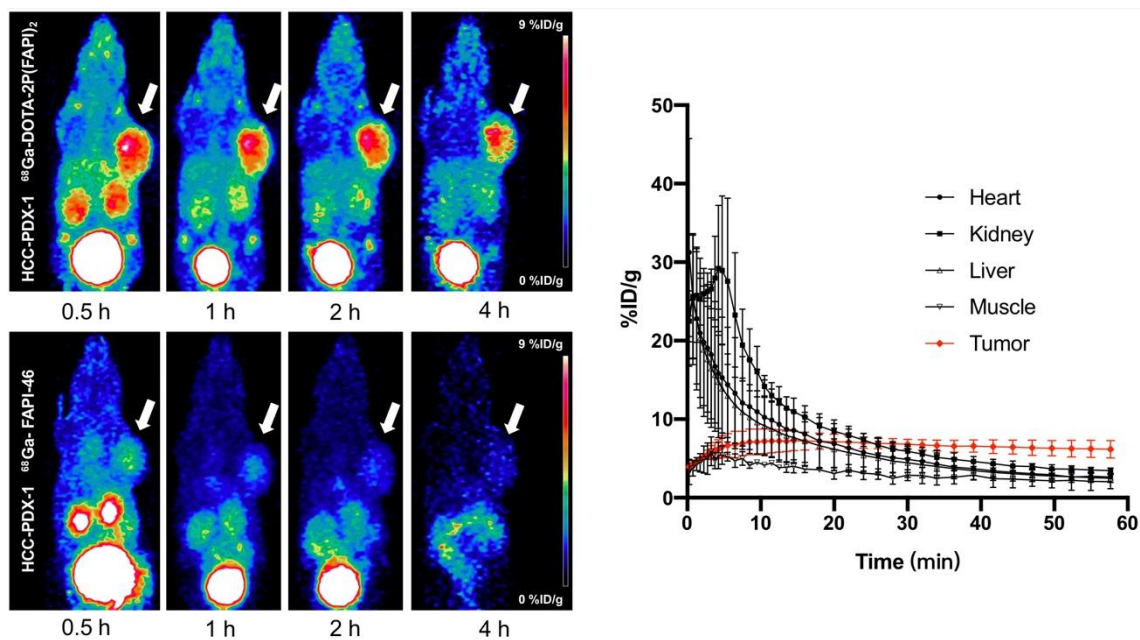 HCC-PDX-1 ⁶⁸Ga-DOTA-2P(FAPI)₂
9 %ID/g
0 %ID/g
0.5 h 1 h 2 h 4 h
HCC-PDX-1 ⁶⁸Ga- FAPI-46
9 %ID/g
0 %ID/g
0.5 h 1 h 2 h 4 h
%ID/g
50
40
30
20
10
0
0 10 20 30 40 50 60
Time (min)
Heart
Kidney
Liver
Muscle
Tumor